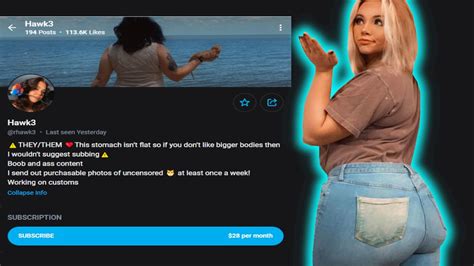 Hawk3
194 Posts • 113.6K Likes
Hawk3
@rhawk3 • Last seen Yesterday
⚠️ THEY/THEM ❤️ This stomach isn't flat so if you don't like bigger bodies then
I wouldn't suggest subbing ⚠️
Boob and ass content
I send out purchasable photos of uncensored 🐱 at least once a week!
Working on customs
Collapse info
SUBSCRIPTION
SUBSCRIBE $28 per month